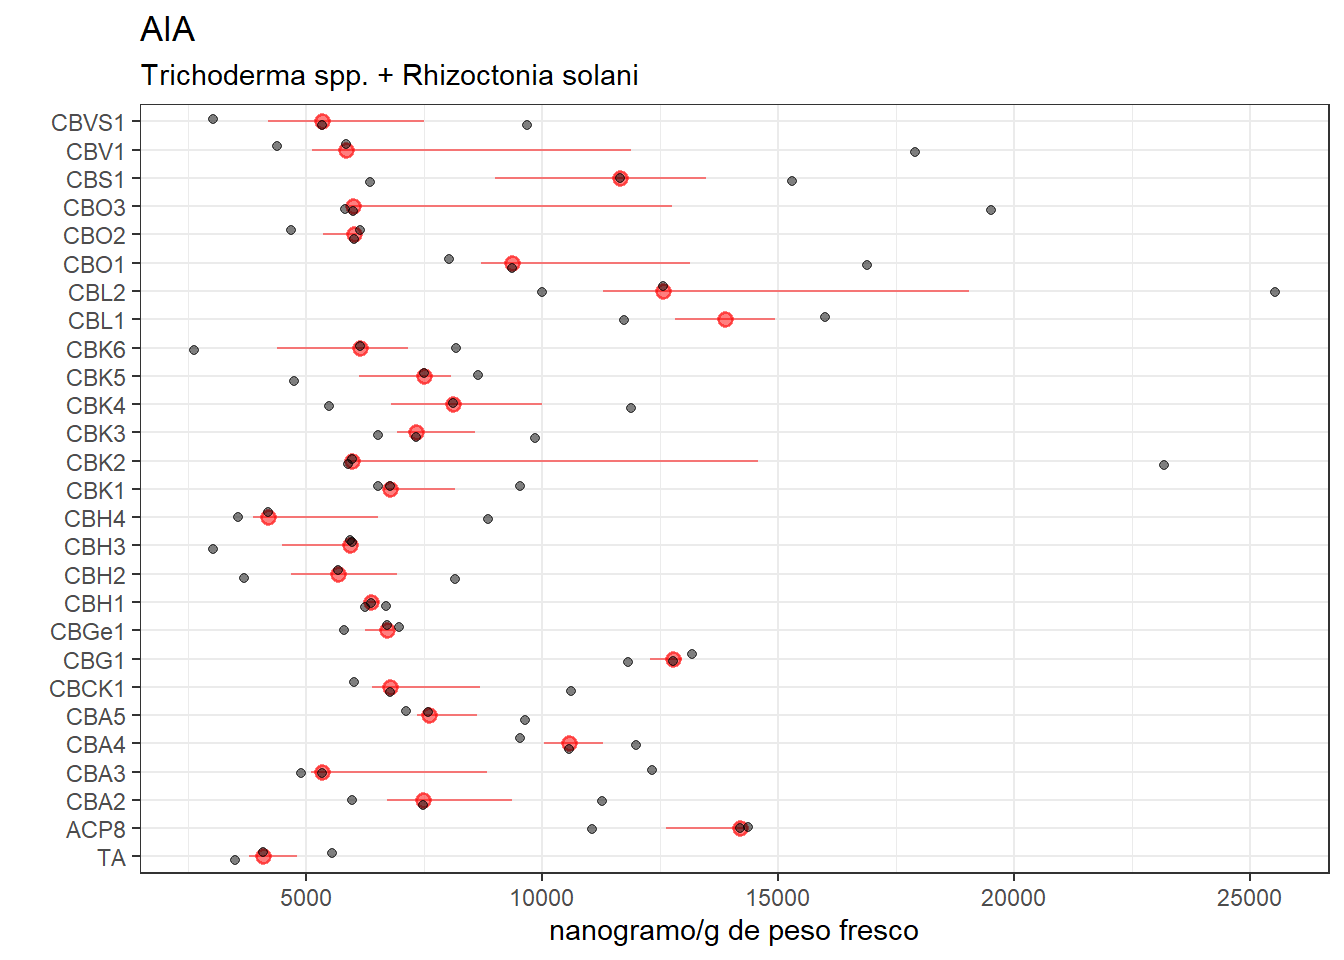 AIA
Trichoderma spp. + Rhizoctonia solani
CBVS1
CBV1
CBS1
CBO3
CBO2
CBO1
CBL2
CBL1
CBK6
CBK5
CBK4
CBK3
CBK2
CBK1
CBH4
CBH3
CBH2
CBH1
CBGe1
CBG1
CBCK1
CBA5
CBA4
CBA3
CBA2
ACP8
TA
5000 10000 15000 20000 25000
nanogramo/g de peso fresco